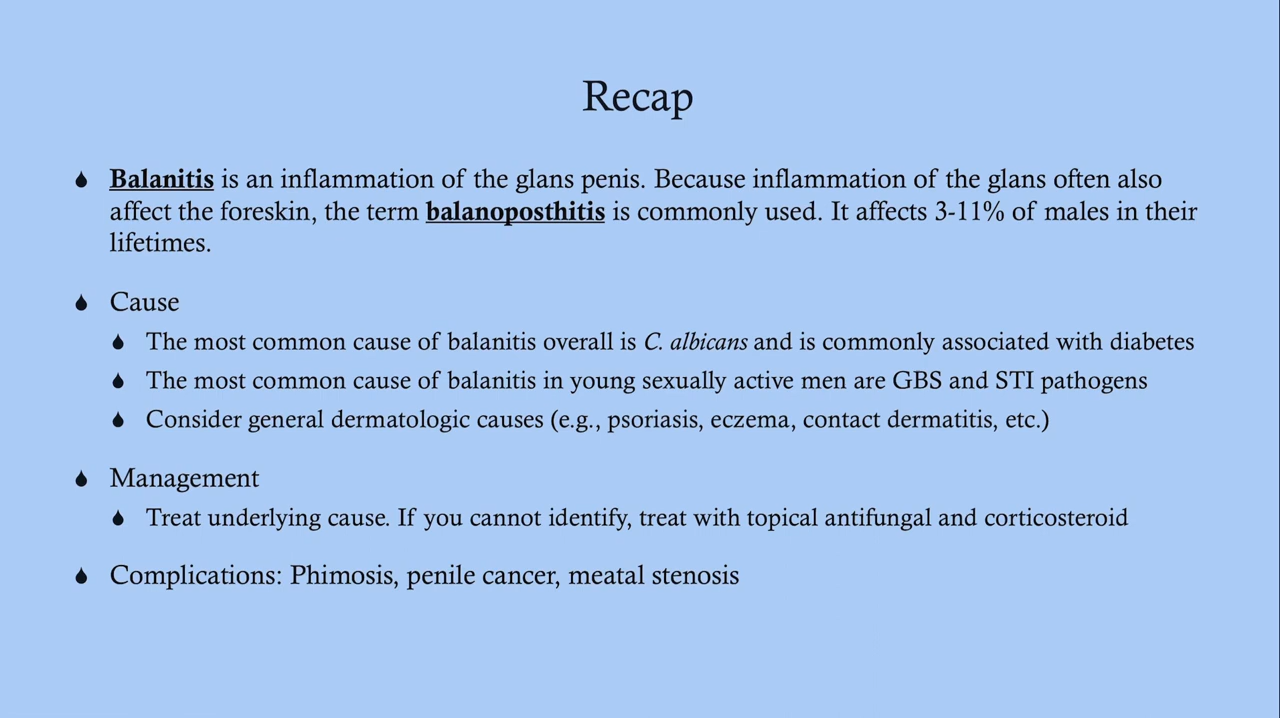 Recap
Balanitis is an inflammation of the glans penis. Because inflammation of the glans often also
affect the foreskin, the term balanoposthitis is commonly used. It affects 3-11% of males in their
lifetimes.
Cause
The most common cause of balanitis overall is C. albicans and is commonly associated with diabetes
The most common cause of balanitis in young sexually active men are GBS and STI pathogens
Consider general dermatologic causes (e.g., psoriasis, eczema, contact dermatitis, etc.)
Management
Treat underlying cause. If you cannot identify, treat with topical antifungal and corticosteroid
Complications: Phimosis, penile cancer, meatal stenosis